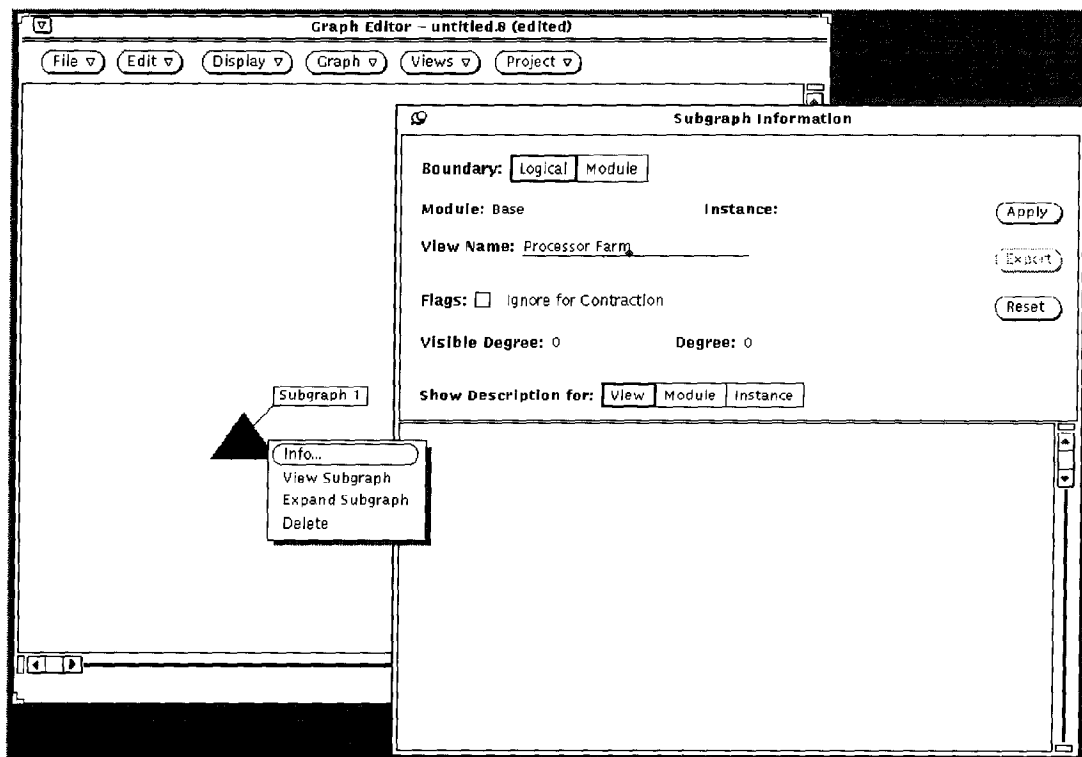 Graph Editor – untitled.8 (edited)
File Edit Display Graph Views Project
Subgraph Information
Boundary: Logical Module
Module: Base Instance:
Apply
View Name: Processor Farm
Export
Flags: Ignore for Contraction
Reset
Visible Degree: 0 Degree: 0
Show Description for: View Module Instance
Subgraph 1
Info...
View Subgraph
Expand Subgraph
Delete